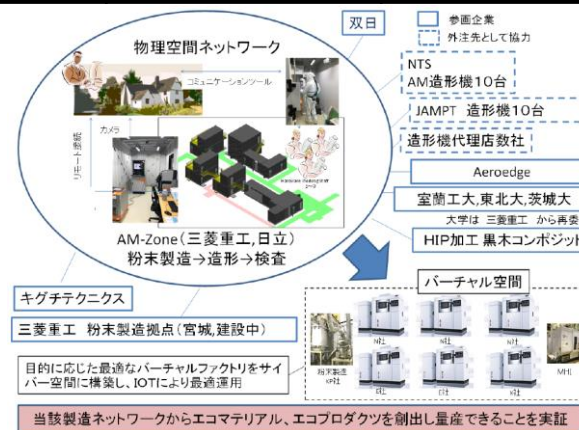 双日
参画企業
外注先として協力
物理空間ネットワーク
コミュニケーションツール
NTS
AM造形機10台
カメラ
リモート接続
JAMPT 造形機10台
造形機代理店数社
Aeroedge
室蘭工大,東北大,茨城大
大学は 三菱重工 から再委
AM-Zone(三菱重工,日立)
粉末製造→造形→検査
HIP加工 黒木コンポジット
バーチャル空間
キグチテクニクス
三菱重工 粉末製造拠点(宮城,建設中)
目的に応じた最適なバーチャルファクトリをサイ
バー空間に構築し、IOTにより最適運用
粉末製造
MHI
当該製造ネットワークからエコマテリアル、エコプロダクツを創出し量産できることを実証